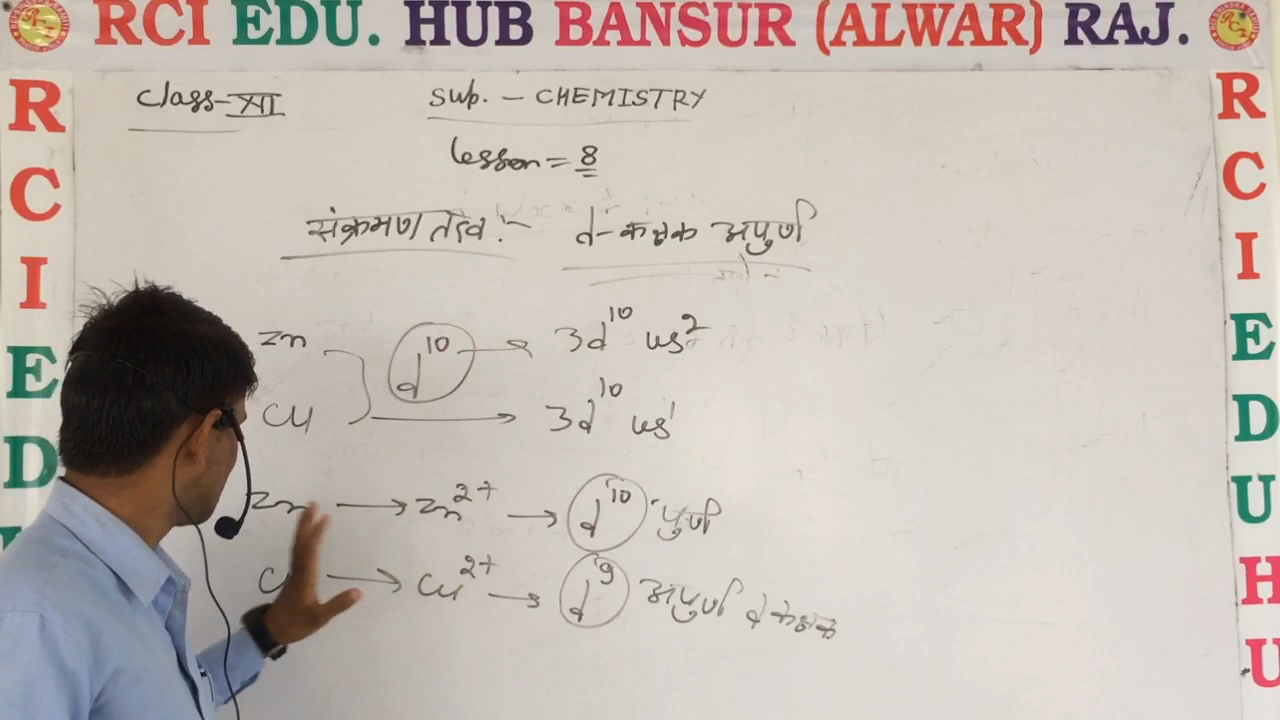 RCI EDU. HUB BANSUR (ALWAR) RAJ.
R
C
I
E
D
Class-XII Sub. - CHEMISTRY
Lesson = 8
संक्रमण तत्व :- d-कक्षक अपुर्ण
Zn d¹⁰ → 3d¹⁰ 4s²
Cu → 3d¹⁰ 4s¹
Zn → Zn²⁺ → d¹⁰ पुर्ण
C → Cu²⁺ → d⁹ अपुर्ण d कक्षक
R
C
I
E
D
U
H
U